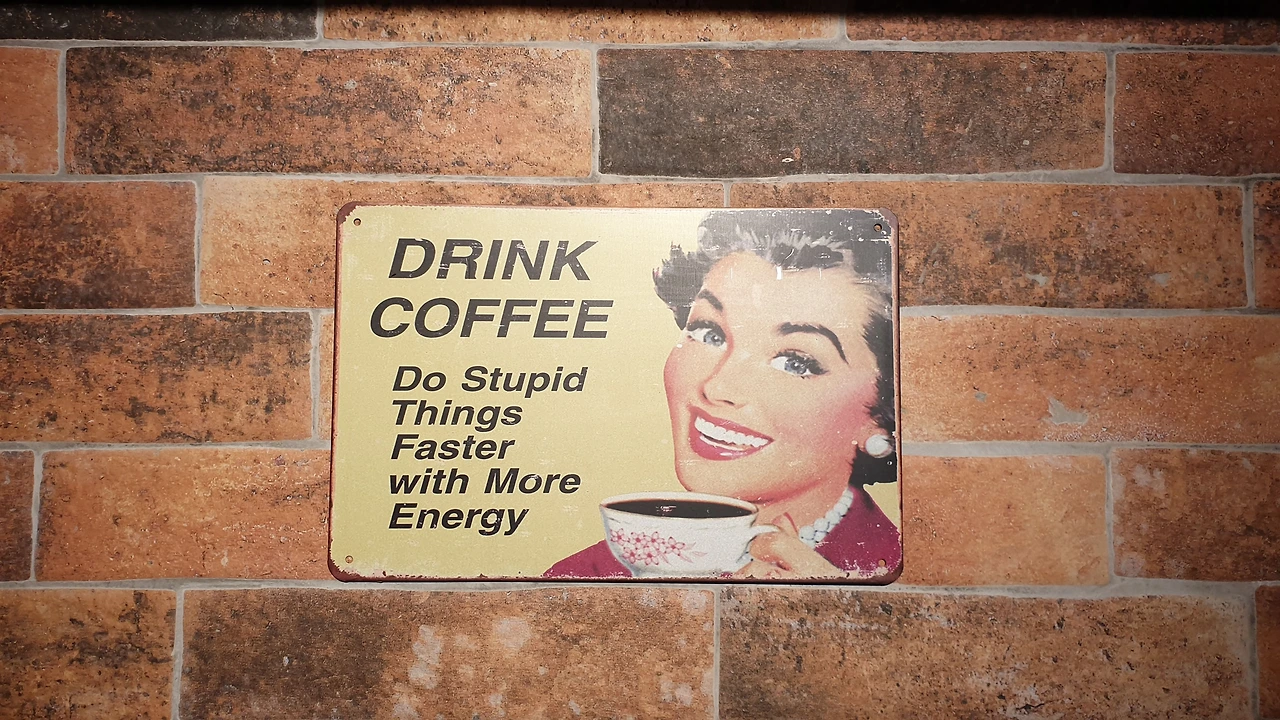 DRINK
COFFEE
Do Stupid
Things
Faster
with More
Energy